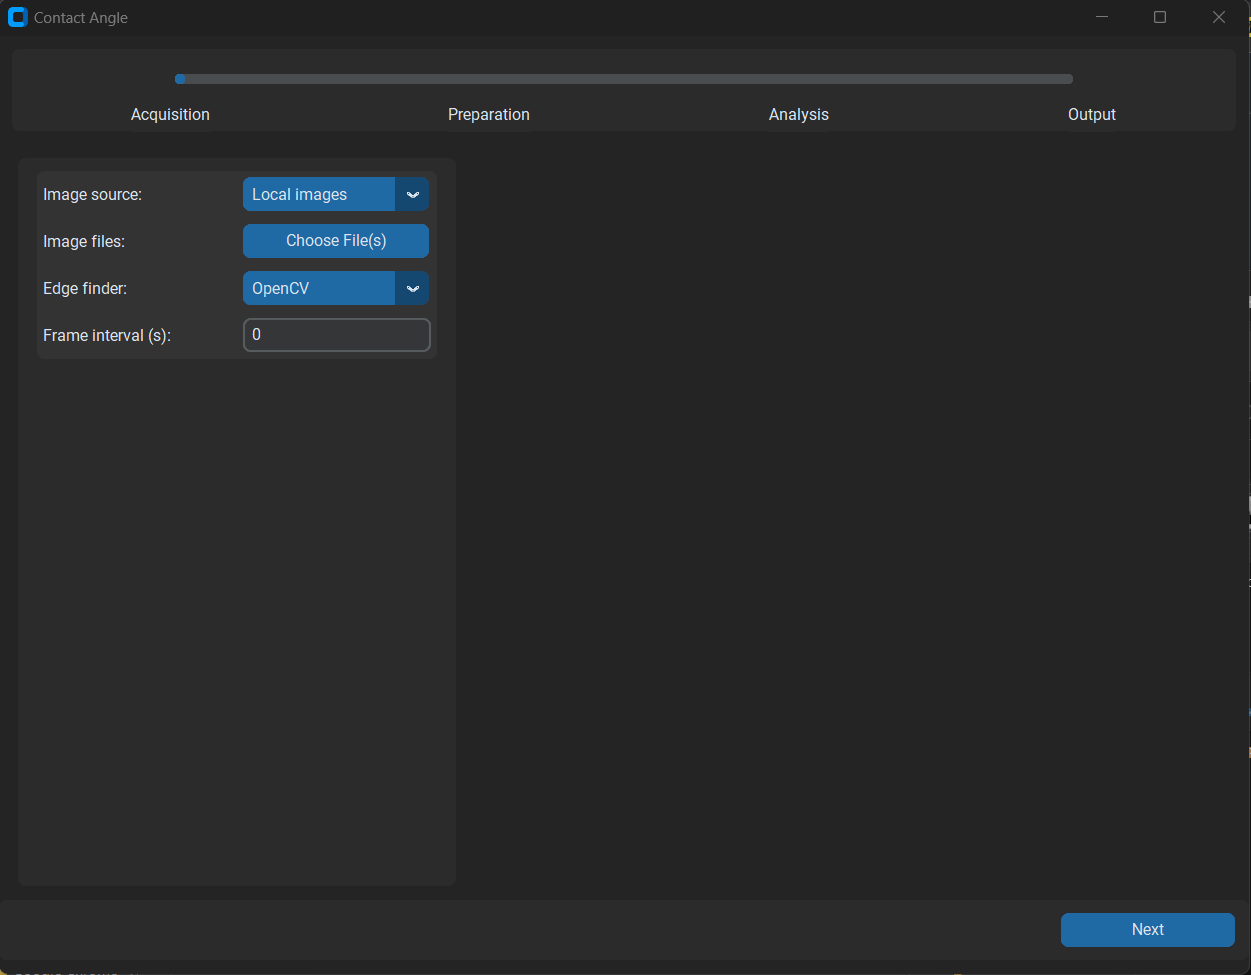 Contact Angle
Acquisition Preparation Analysis Output
Image source: Local images
Image files: Choose File(s)
Edge finder: OpenCV
Frame interval (s): 0
Next